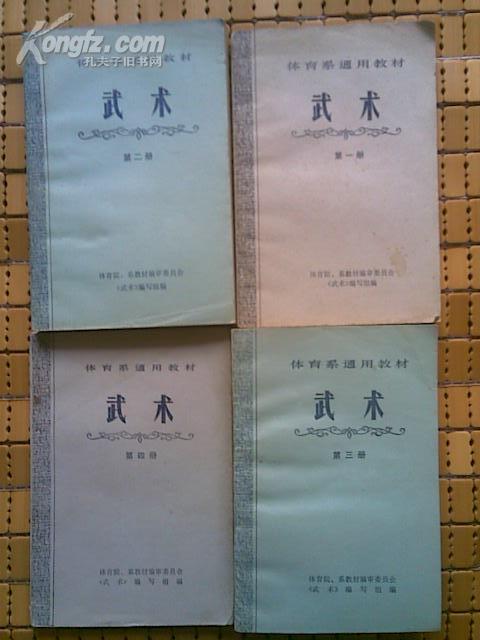 Kongfz.com
孔夫子旧书网
体育系通用教材
武术
第二册
体育院、系教材编审委员会
《武术》编写组编
体育系通用教材
武术
第一册
体育院、系教材编审委员会
《武术》编写组编
体育系通用教材
武术
第四册
体育院、系教材编审委员会
《武术》编写组编
体育系通用教材
武术
第三册
体育院、系教材编审委员会
《武术》编写组编